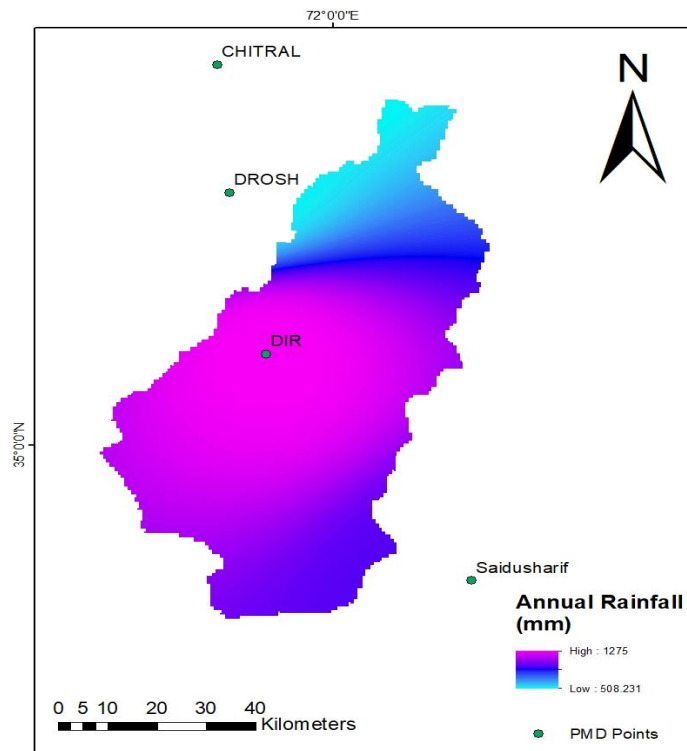 72°0'0"E
CHITRAL
N
DROSH
DIR
35°0'0"N
Saidusharif
Annual Rainfall
(mm)
High : 1275
Low : 508.231
0 5 10 20 30 40
Kilometers
PMD Points